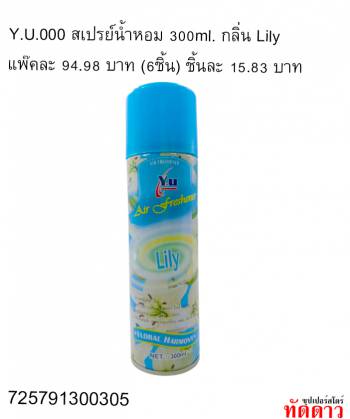 Y.U.000 สเปรย์น้ำหอม 300ml. กลิ่น Lily
แพ๊คละ 94.98 บาท (6ชิ้น) ชิ้นละ 15.83 บาท
Yu
Air Freshener
Lily
FLORAL HARMONY
NET. 300ml
725791300305
ซุปเปอร์สโตร์
ทัดดาว